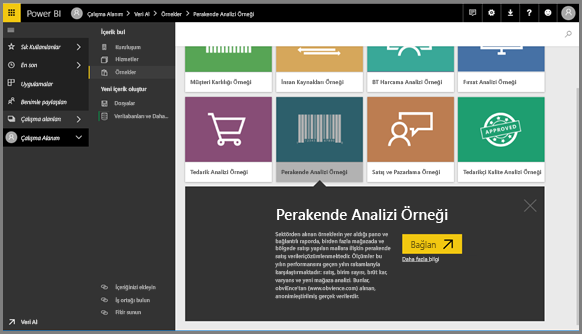 Power BI
Çalışma Alanım > Veri Al > Örnekler > Perakende Analizi Örneği
Sık Kullanılanlar
En son
Uygulamalar
Benimle paylaşılan
Çalışma alanları
Çalışma Alanım
Veri Al
İçerik bul
Kuruluşum
Hizmetler
Örnekler
Yeni içerik oluştur
Dosyalar
Veritabanları ve Daha...
İçeriğinizi ekleyin
İş ortağı bulun
Fikir sunun
Müşteri Karlılığı Örneği
İnsan Kaynakları Örneği
BT Harcama Analizi Örneği
Fırsat Analizi Örneği
APPROVED
Tedarik Analizi Örneği
Perakende Analizi Örneği
Satış ve Pazarlama Örneği
Tedarikçi Kalite Analizi Örneği
Perakende Analizi Örneği
Sektörden alınan örneklerin yer aldığı pano ve
bağlantılı raporda, birden fazla mağazada ve
bölgede satışı yapılan mallara ilişkin perakende
satış verileriçözümlenmektedir. Ölçümler bu
yılın performansını geçen yılın rakamlarıyla
karşılaştırmaktadır: satış, birim sayısı, brüt kar,
varyans ve yeni mağaza analizi. Bunlar,
obviEnce'tan (www.obvience.com) alınan,
anonimleştirilmiş gerçek verilerdir.
Bağlan
Daha fazla bilgi